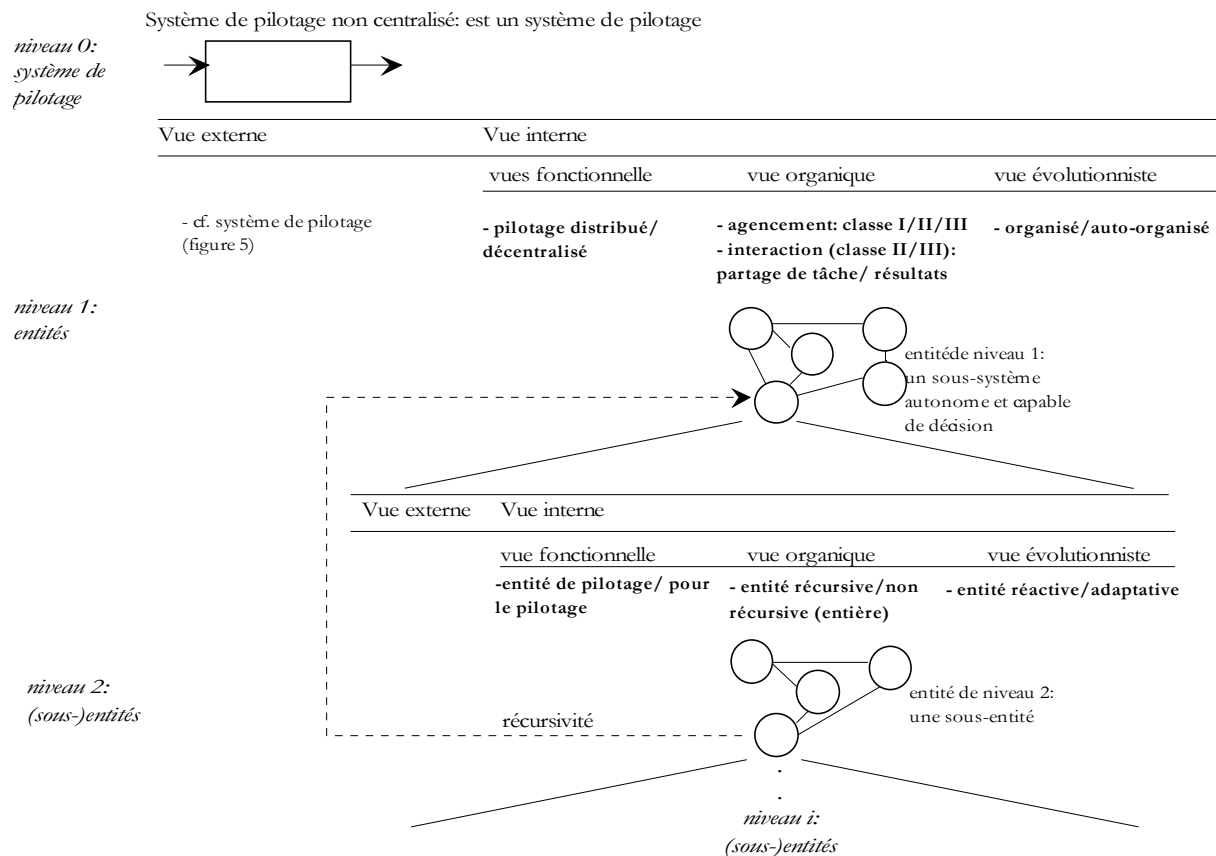 Système de pilotage non centralisé: est un système de pilotage
niveau 0:
système de
pilotage
Vue externe
Vue interne
vues fonctionnelle
vue organique
vue évolutionniste
- cf. système de pilotage
(figure 5)
- pilotage distribué/
décentralisé
- agencement: classe I/II/III
- interaction (classe II/III):
partage de tâche/ résultats
- organisé/auto-organisé
niveau 1:
entités
entitéde niveau 1:
un sous-système
autonome et capable
de décision
Vue externe
Vue interne
vue fonctionnelle
vue organique
vue évolutionniste
-entité de pilotage/ pour
le pilotage
- entité récursive/non
récursive (entière)
- entité réactive/adaptative
niveau 2:
(sous-)entités
entité de niveau 2:
une sous-entité
récursivité
.
.
niveau i:
(sous-)entités